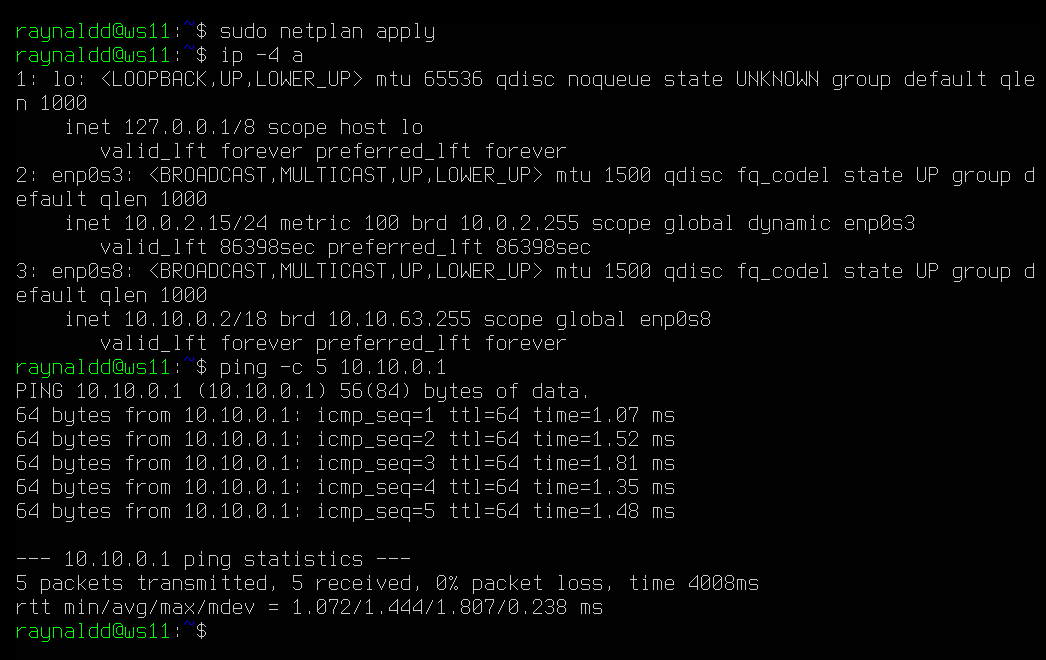 raynaldd@ws11:~$ sudo netplan apply
raynaldd@ws11:~$ ip -4 a
1: lo: <LOOPBACK,UP,LOWER_UP> mtu 65536 qdisc noqueue state UNKNOWN group default qle
n 1000
    inet 127.0.0.1/8 scope host lo
       valid_lft forever preferred_lft forever
2: enp0s3: <BROADCAST,MULTICAST,UP,LOWER_UP> mtu 1500 qdisc fq_codel state UP group d
efault qlen 1000
    inet 10.0.2.15/24 metric 100 brd 10.0.2.255 scope global dynamic enp0s3
       valid_lft 86398sec preferred_lft 86398sec
3: enp0s8: <BROADCAST,MULTICAST,UP,LOWER_UP> mtu 1500 qdisc fq_codel state UP group d
efault qlen 1000
    inet 10.10.0.2/18 brd 10.10.63.255 scope global enp0s8
       valid_lft forever preferred_lft forever
raynaldd@ws11:~$ ping -c 5 10.10.0.1
PING 10.10.0.1 (10.10.0.1) 56(84) bytes of data.
64 bytes from 10.10.0.1: icmp_seq=1 ttl=64 time=1.07 ms
64 bytes from 10.10.0.1: icmp_seq=2 ttl=64 time=1.52 ms
64 bytes from 10.10.0.1: icmp_seq=3 ttl=64 time=1.81 ms
64 bytes from 10.10.0.1: icmp_seq=4 ttl=64 time=1.35 ms
64 bytes from 10.10.0.1: icmp_seq=5 ttl=64 time=1.48 ms

--- 10.10.0.1 ping statistics ---
5 packets transmitted, 5 received, 0% packet loss, time 4008ms
rtt min/avg/max/mdev = 1.072/1.444/1.807/0.238 ms
raynaldd@ws11:~$